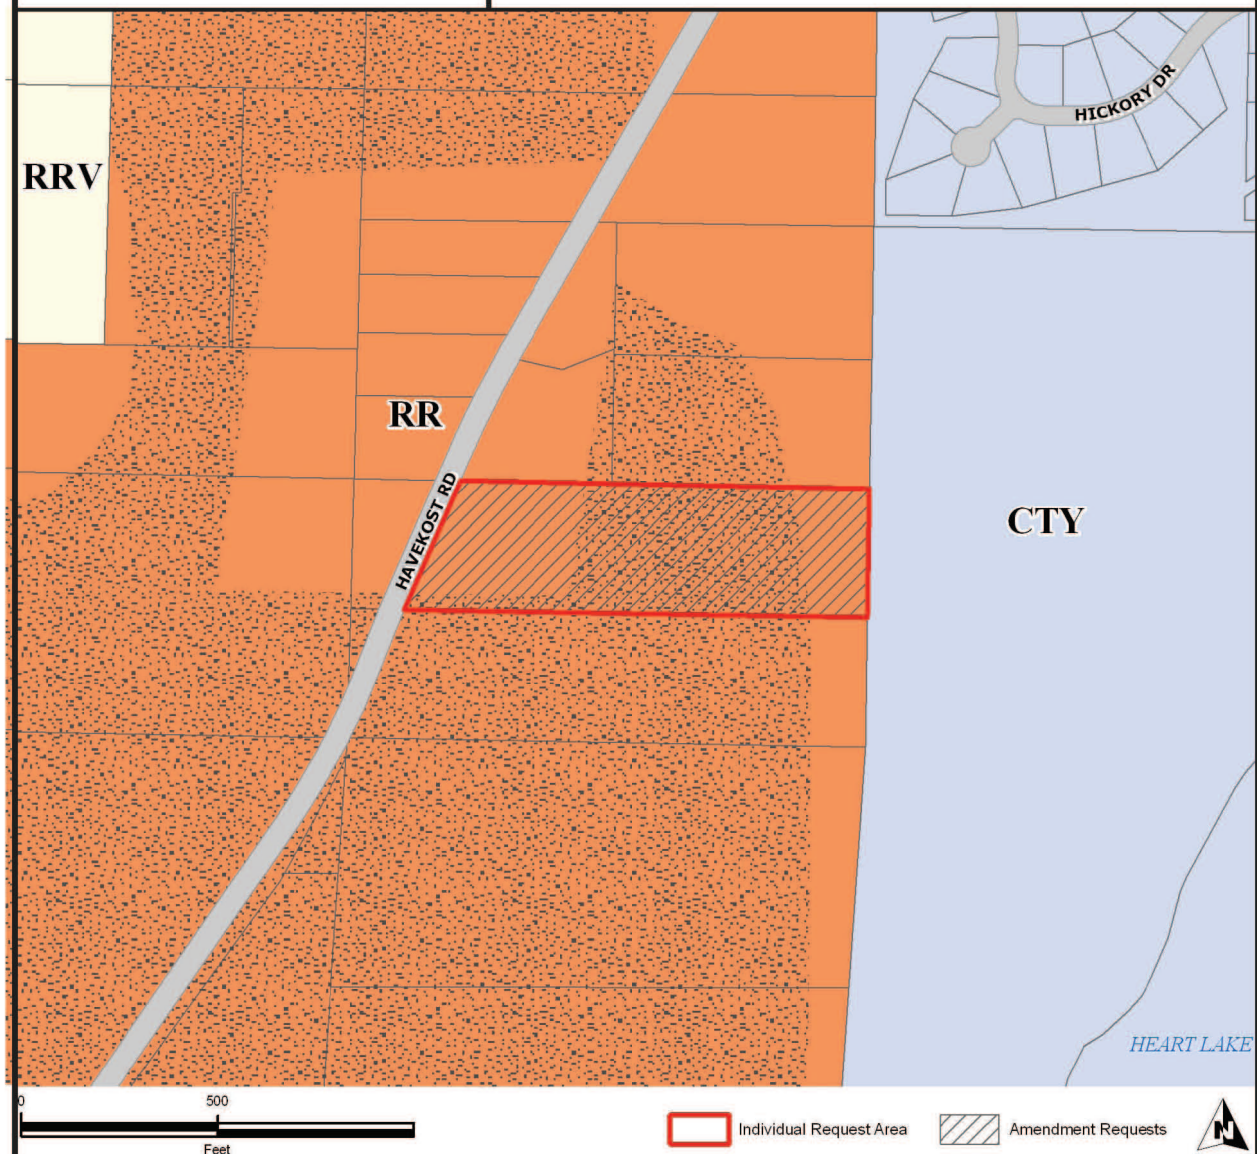 HICKORY DR
RRV
RR
HAVEKOST RD
CTY
HEART LAKE
0 500
Feet
Individual Request Area
Amendment Requests
N